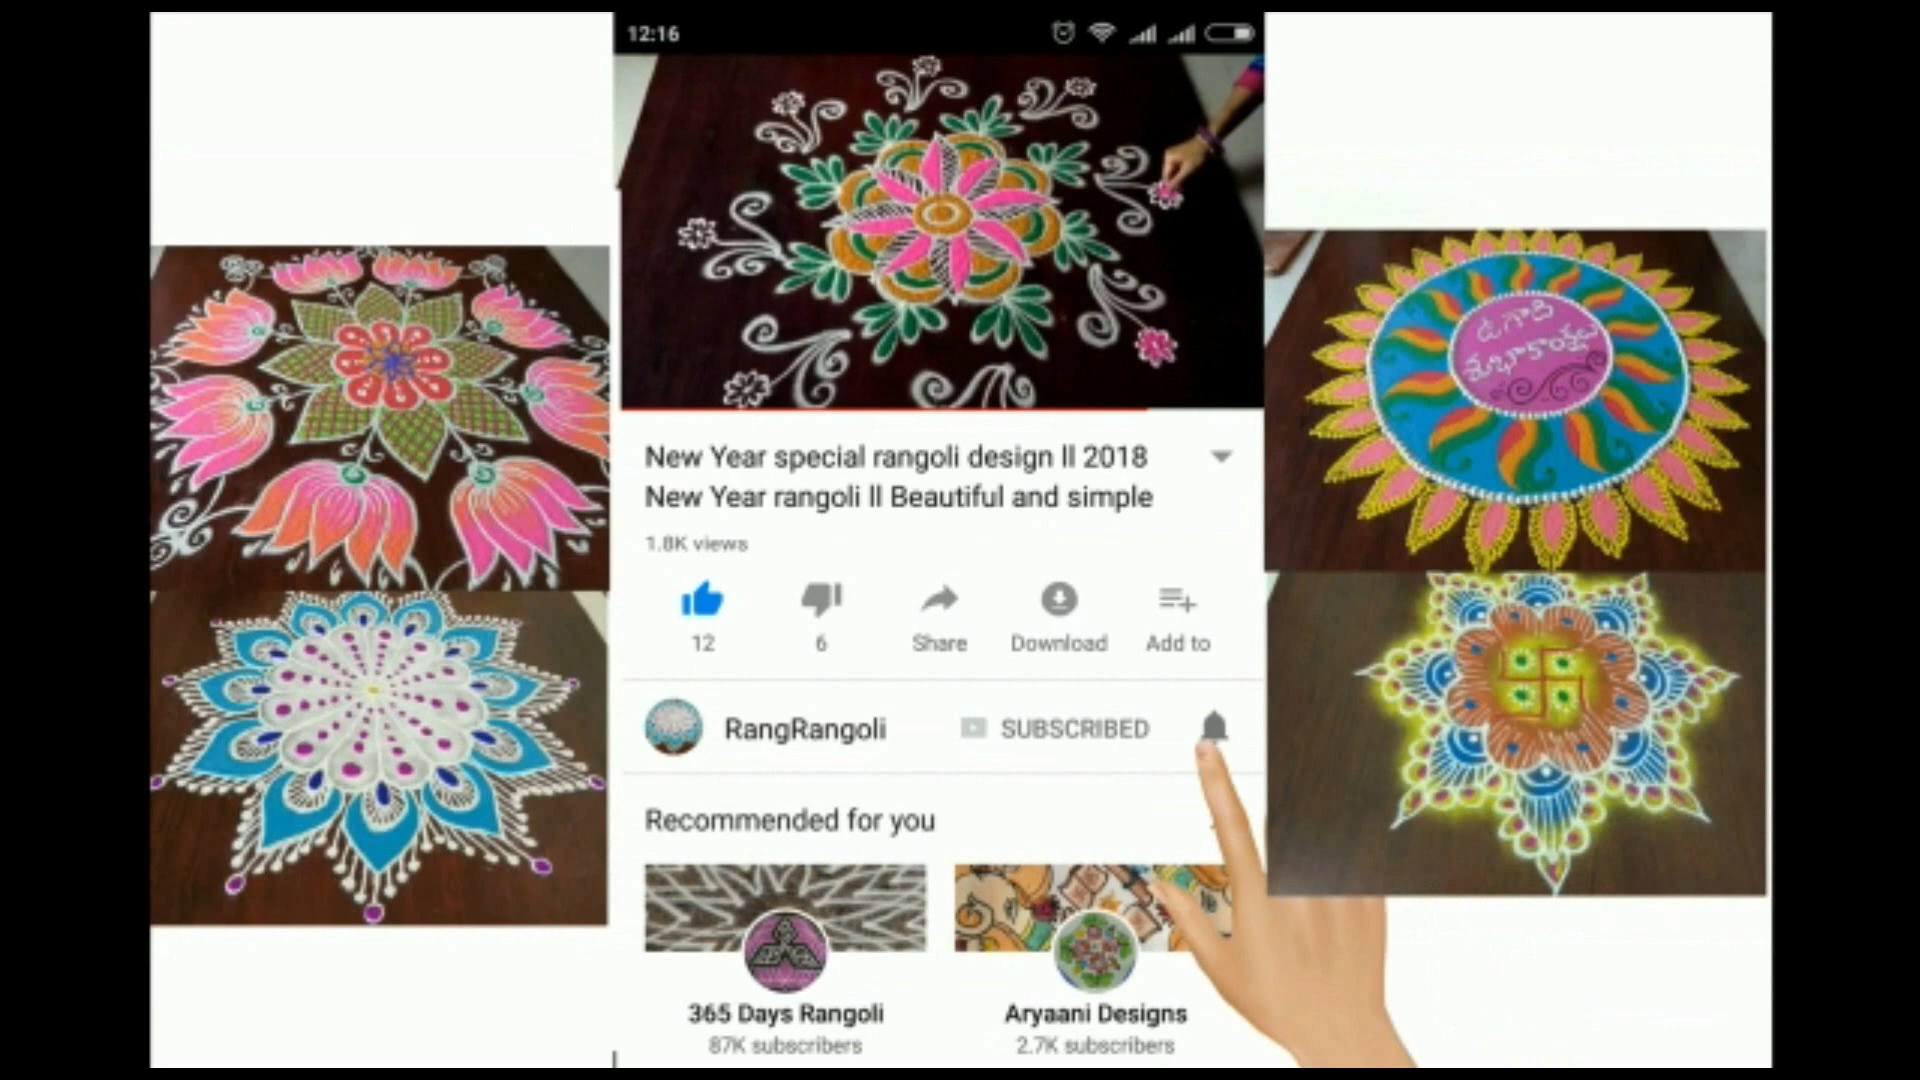 12:16
ఉగాది
శుభాకాంక్షలు
New Year special rangoli design ll 2018
New Year rangoli ll Beautiful and simple
1.8K views
12
6
Share
Download
Add to
RangRangoli
SUBSCRIBED
Recommended for you
365 Days Rangoli
87K subscribers
Aryaani Designs
2.7K subscribers